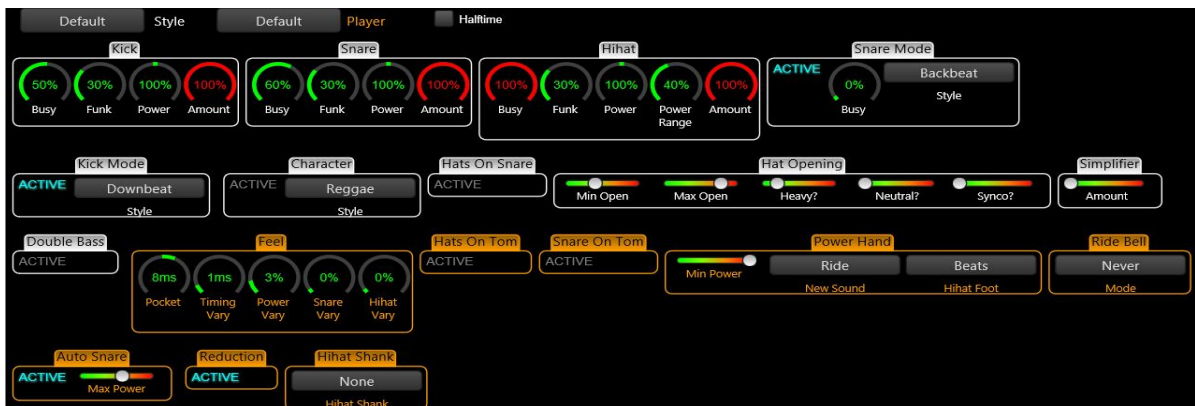 Default Style Default Player Halftime
Kick Snare Hihat Snare Mode
50% 30% 100% 100% 60% 30% 100% 100% 100% 30% 100% 40% 100% ACTIVE 0% Backbeat
Busy Funk Power Amount Busy Funk Power Amount Busy Funk Power Power Range Amount Busy Style
Kick Mode Character Hats On Snare Hat Opening Simplifier
ACTIVE Downbeat ACTIVE Reggae ACTIVE
Style Style Min Open Max Open Heavy? Neutral? Synco? Amount
Double Bass Feel Hats On Tom Snare On Tom Power Hand Ride Bell
ACTIVE 8ms 1ms 3% 0% 0% ACTIVE ACTIVE Min Power Ride Beats Never
Pocket Timing Vary Power Vary Snare Vary Hihat Vary New Sound Hihat Foot Mode
Auto Snare Reduction Hihat Shank
ACTIVE Max Power ACTIVE None
Hihat Shank